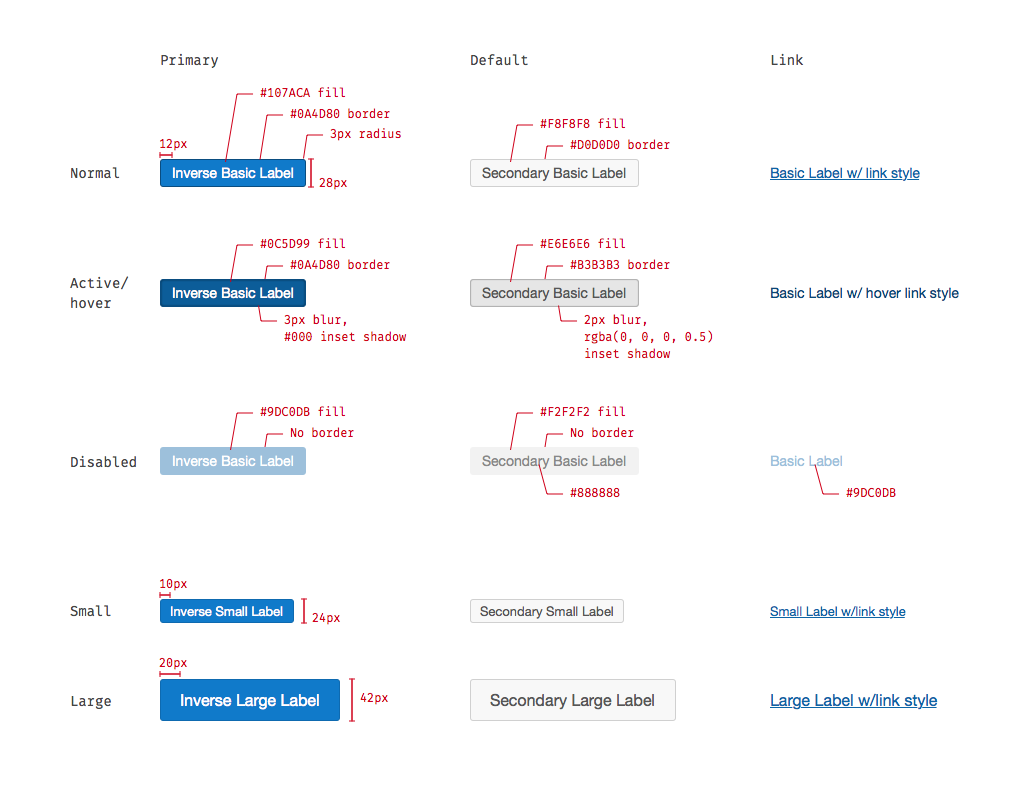 Primary
Default
Link
#107ACA fill
#0A4D80 border
3px radius
12px
28px
#F8F8F8 fill
#D0D0D0 border
Normal
Inverse Basic Label
Secondary Basic Label
Basic Label w/ link style
#0C5D99 fill
#0A4D80 border
#E6E6E6 fill
#B3B3B3 border
Active/
hover
Inverse Basic Label
Secondary Basic Label
Basic Label w/ hover link style
3px blur,
#000 inset shadow
2px blur,
rgba(0, 0, 0, 0.5)
inset shadow
#9DC0DB fill
No border
#F2F2F2 fill
No border
Disabled
Inverse Basic Label
Secondary Basic Label
Basic Label
#888888
#9DC0DB
10px
Small
Inverse Small Label
24px
Secondary Small Label
Small Label w/link style
20px
Large
Inverse Large Label
42px
Secondary Large Label
Large Label w/link style